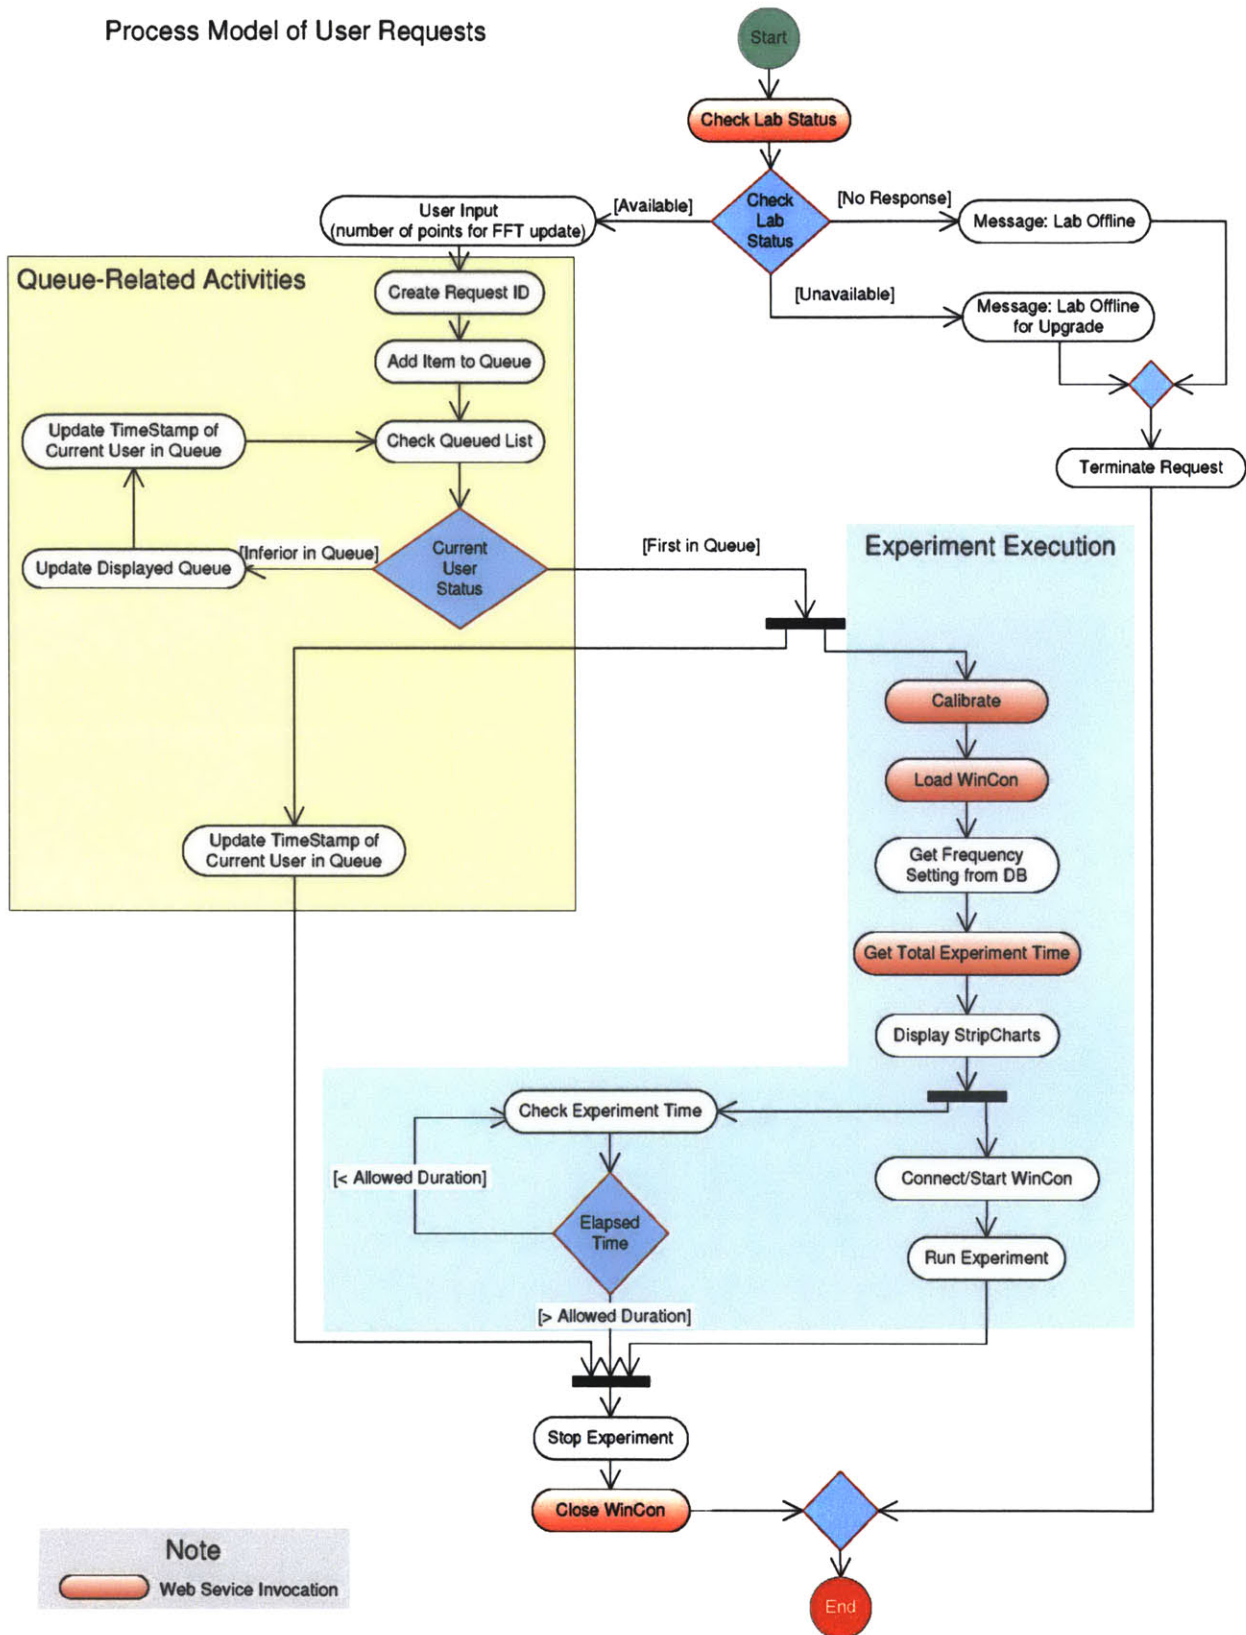 Process Model of User Requests
Start
Check Lab Status
Check
Lab
Status
[Available]
[No Response]
User Input
(number of points for FFT update)
Message: Lab Offline
[Unavailable]
Message: Lab Offline
for Upgrade
Queue-Related Activities
Create Request ID
Add Item to Queue
Update TimeStamp of
Current User in Queue
Check Queued List
Terminate Request
Update Displayed Queue
[Inferior in Queue]
Current
User
Status
[First in Queue]
Experiment Execution
Calibrate
Load WinCon
Update TimeStamp of
Current User in Queue
Get Frequency
Setting from DB
Get Total Experiment Time
Display StripCharts
Check Experiment Time
[< Allowed Duration]
Connect/Start WinCon
Elapsed
Time
Run Experiment
[> Allowed Duration]
Stop Experiment
Close WinCon
Note
Web Sevice Invocation
End